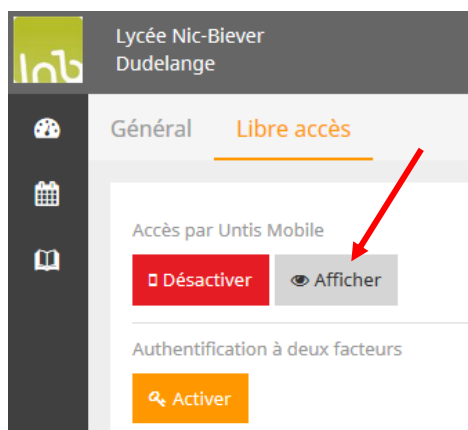 lnb
Lycée Nic-Biever
Dudelange
Général Libre accès
Accès par Untis Mobile
Désactiver Afficher
Authentification à deux facteurs
Activer